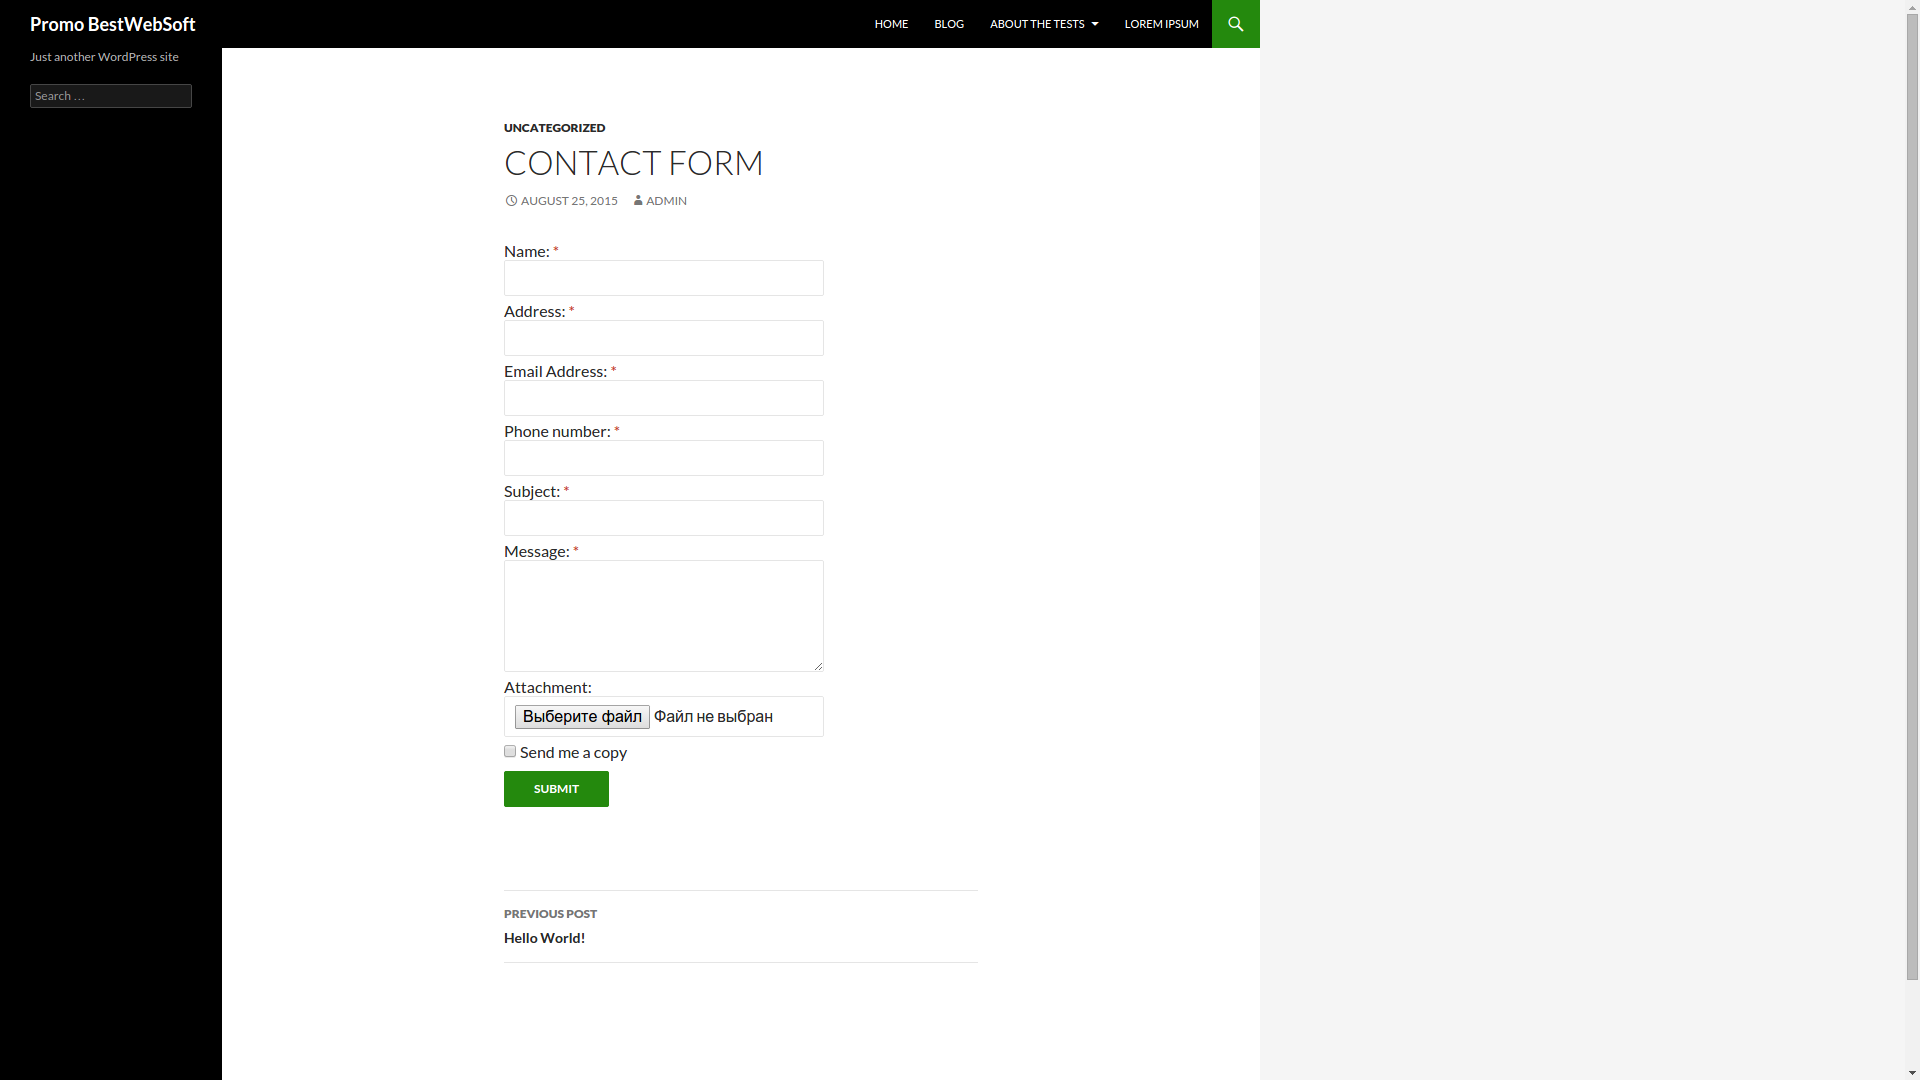 Promo BestWebSoft
HOME BLOG ABOUT THE TESTS LOREM IPSUM
Just another WordPress site
Search …
UNCATEGORIZED
CONTACT FORM
AUGUST 25, 2015 ADMIN
Name: *
Address: *
Email Address: *
Phone number: *
Subject: *
Message: *
Attachment:
Выберите файл Файл не выбран
Send me a copy
SUBMIT
PREVIOUS POST
Hello World!